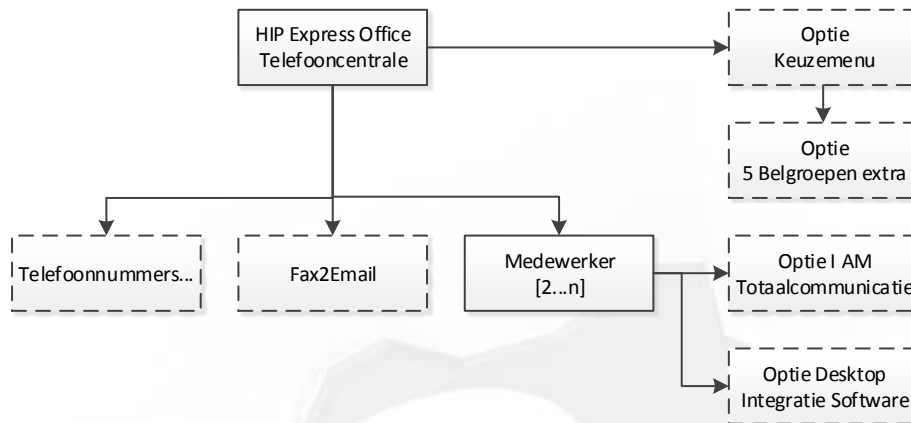 HIP Express Office
Telefooncentrale
Optie
Keuzemenu
Optie
5 Belgroepen extra
Telefoonnummers...
Fax2Email
Medewerker
[2...n]
Optie I AM
Totaalcommunicatie
Optie Desktop
Integratie Software